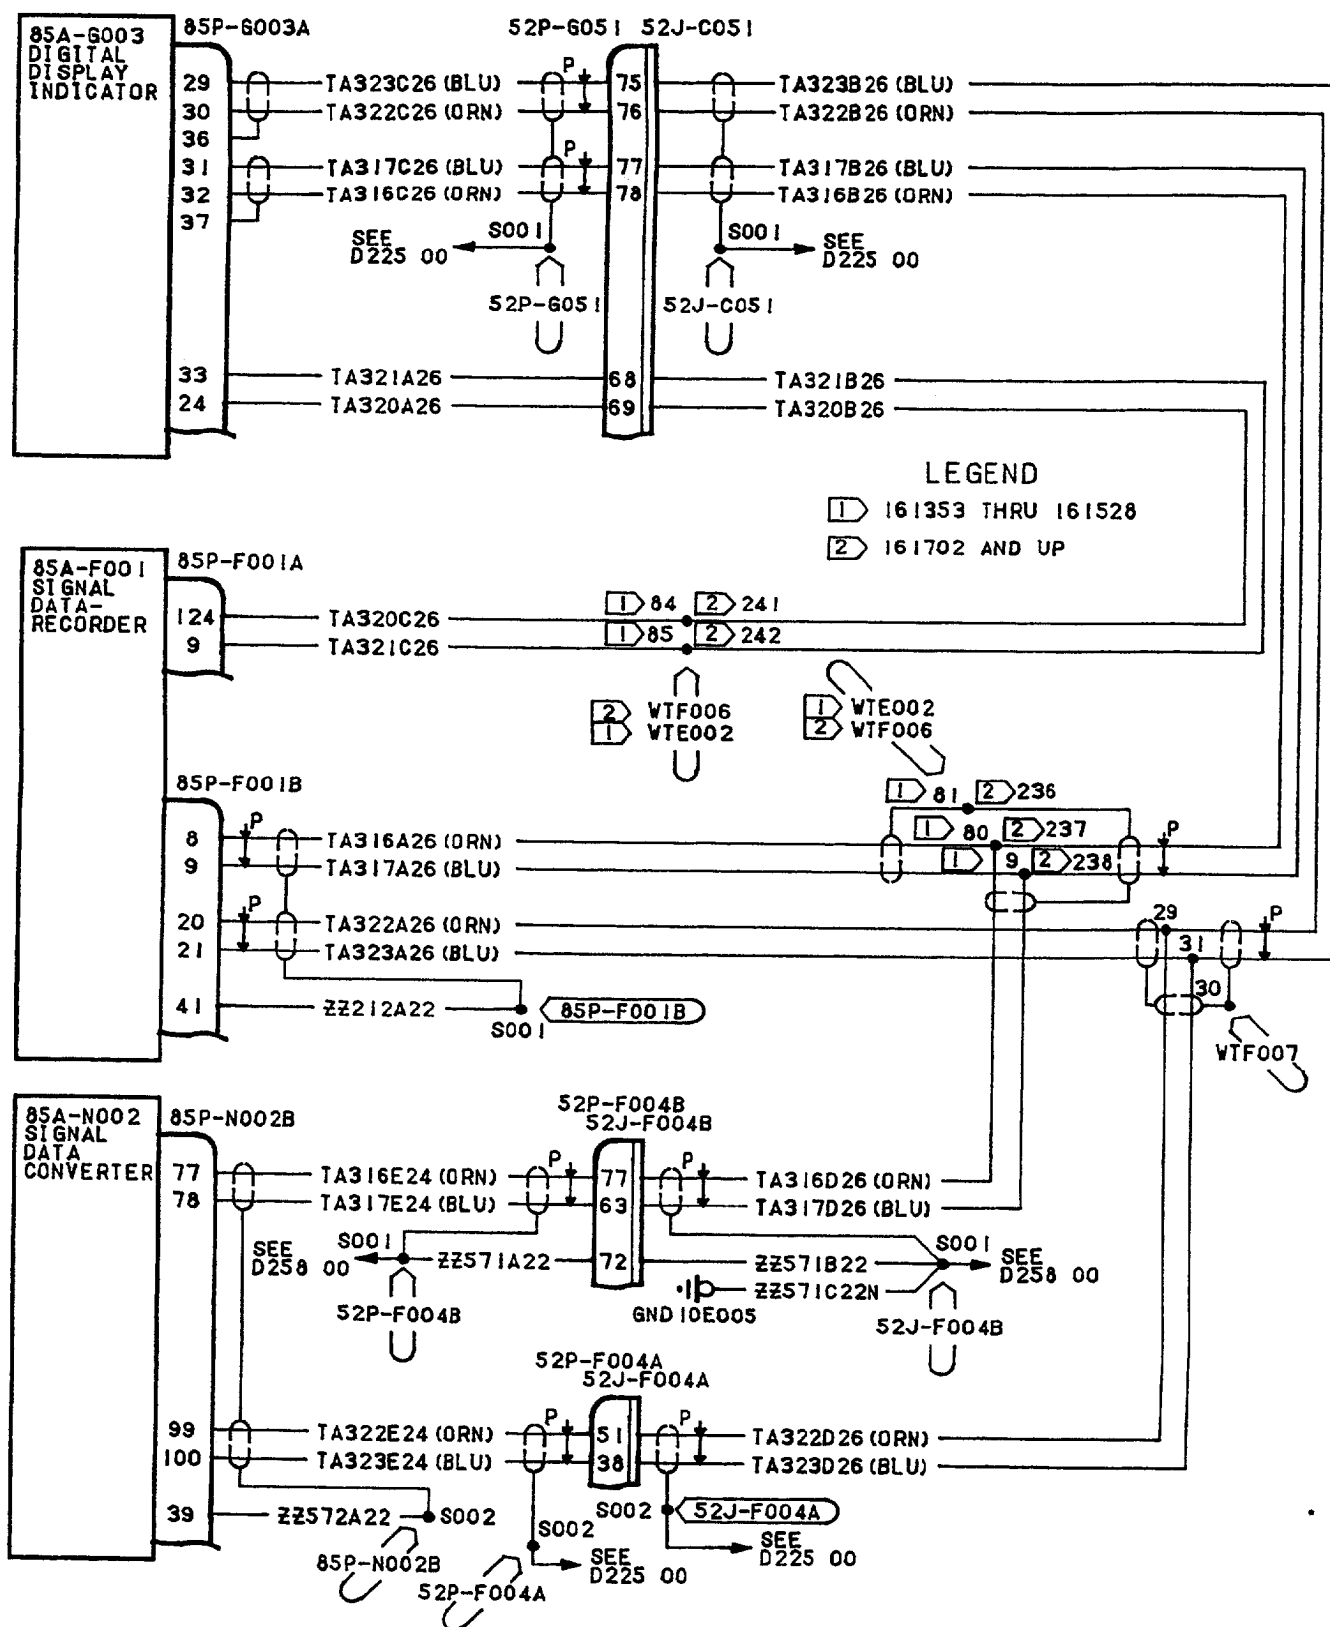 85A-G003
DIGITAL
DISPLAY
INDICATOR
85P-G003A
52P-G051 52J-C051
29 TA323C26(BLU) P 75 TA323B26(BLU)
30 TA322C26(ORN) 76 TA322B26(ORN)
36
31 TA317C26(BLU) P 77 TA317B26(BLU)
32 TA316C26(ORN) 78 TA316B26(ORN)
37
SEE
D225 00
S001
S001
SEE
D225 00
52P-G051
52J-C051
33 TA321A26 68 TA321B26
24 TA320A26 69 TA320B26
LEGEND
1 161353 THRU 161528
2 161702 AND UP
85A-F001
SIGNAL
DATA-
RECORDER
85P-F001A
124 TA320C26 1 84 2 241
9 TA321C26 1 85 2 242
2 WTF006
1 WTE002
1 WTE002
2 WTF006
85P-F001B
1 81 2 236
8 P TA316A26(ORN) 1 80 2 237 P
9 TA317A26(BLU) 1 9 2 238
20 P TA322A26(ORN) 29 P
21 TA323A26(BLU) 31
30
41 ZZ212A22 S001 85P-F001B
WTF007
85A-N002
SIGNAL
DATA
CONVERTER
85P-N002B
52P-F004B
52J-F004B
77 TA316E24(ORN) P 77 P TA316D26(ORN)
78 TA317E24(BLU) 63 TA317D26(BLU)
SEE
D258 00
S001
ZZ571A22 72 ZZ571B22
S001
SEE
D258 00
GND10E005
ZZ571C22N
52P-F004B
52J-F004B
52P-F004A
52J-F004A
99 TA322E24(ORN) P 51 P TA322D26(ORN)
100 TA323E24(BLU) 38 TA323D26(BLU)
39 ZZ572A22 S002
S002
S002 52J-F004A
SEE
D225 00
SEE
D225 00
85P-N002B
52P-F004A